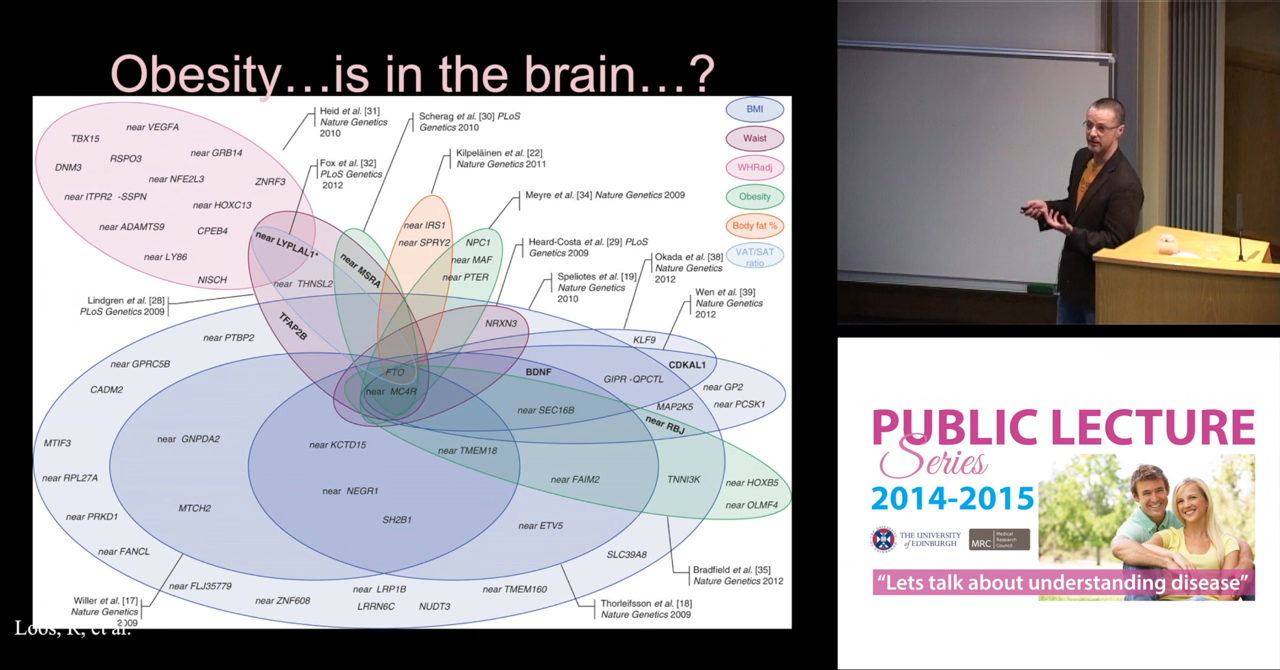 Obesity...is in the brain...?
BMI
Waist
WHRadj
Obesity
Body fat %
VAT/SAT
ratio
Heid et al. [31]
Nature Genetics
2010
Scherag et al. [30] PLoS
Genetics 2010
Fox et al. [32]
PLoS Genetics
2012
Kilpeläinen et al. [22]
Nature Genetics 2011
Meyre et al. [34] Nature Genetics 2009
Heard-Costa et al. [29] PLoS
Genetics 2009
Speliotes et al. [19]
Nature Genetics
2010
Okada et al. [38]
Nature Genetics
2012
Wen et al. [39]
Nature Genetics
2012
Lindgren et al. [28]
PLoS Genetics 2009
near VEGFA
TBX15
RSPO3
near GRB14
DNM3
near NFE2L3
ZNRF3
near ITPR2 -SSPN
near HOXC13
near ADAMTS9
CPEB4
near LY86
NISCH
near LYPLAL1*
near THNSL2
TFAP2B
near MSRA
near IRS1
near SPRY2
NPC1
near MAF
near PTER
NRXN3
near PTBP2
KLF9
near GPRC5B
FTO
BDNF
CDKAL1
GIPR -QPCTL
CADM2
near MC4R
near GP2
near PCSK1
MAP2K5
near SEC16B
near RBJ
MTIF3
near GNPDA2
near KCTD15
near TMEM18
near RPL27A
near NEGR1
near FAIM2
TNNI3K
near HOXB5
near OLMF4
MTCH2
near PRKD1
SH2B1
near ETV5
near FANCL
SLC39A8
near FLJ35779
near LRP1B
near TMEM160
near ZNF608
LRRN6C
NUDT3
Bradfield et al. [35]
Nature Genetics 2012
Willer et al. [17]
Nature Genetics
2009
Thorleifsson et al. [18]
Nature Genetics
2009
Loos, R, et al.
PUBLIC LECTURE
Series
2014-2015
THE UNIVERSITY
of EDINBURGH
MRC
Medical
Research
Council
"Lets talk about understanding disease"